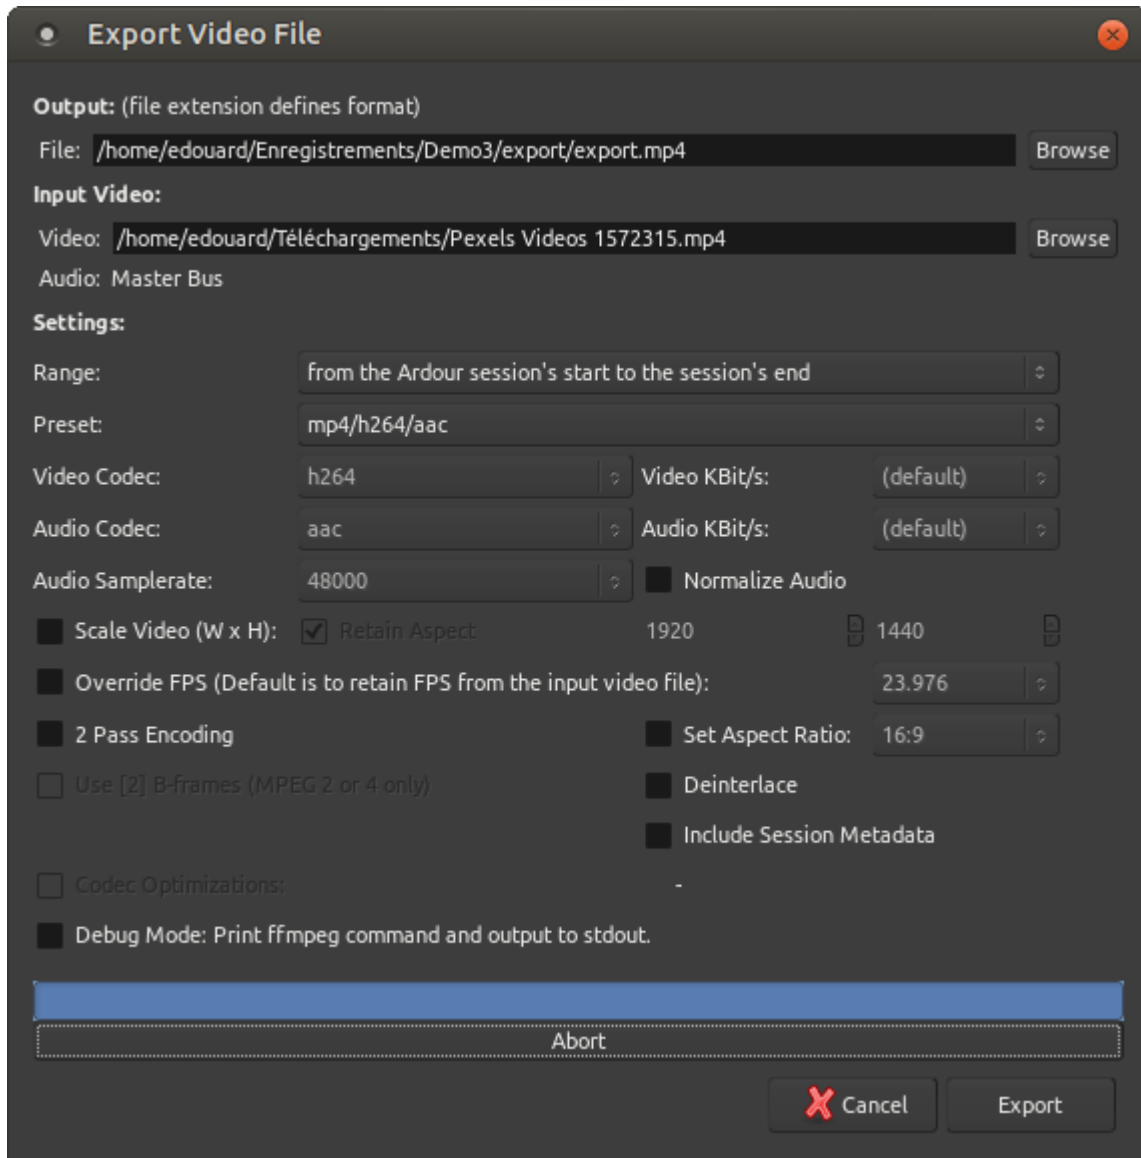 Export Video File
Output: (file extension defines format)
File: /home/edouard/Enregistrements/Demo3/export/export.mp4 Browse
Input Video:
Video: /home/edouard/Téléchargements/Pexels Videos 1572315.mp4 Browse
Audio: Master Bus
Settings:
Range: from the Ardour session's start to the session's end
Preset: mp4/h264/aac
Video Codec: h264 Video KBit/s: (default)
Audio Codec: aac Audio KBit/s: (default)
Audio Samplerate: 48000 Normalize Audio
Scale Video (W x H): Retain Aspect 1920 1440
Override FPS (Default is to retain FPS from the input video file): 23.976
2 Pass Encoding Set Aspect Ratio: 16:9
Use [2] B-frames (MPEG 2 or 4 only) Deinterlace
Include Session Metadata
Codec Optimizations: -
Debug Mode: Print ffmpeg command and output to stdout.
Abort
Cancel Export